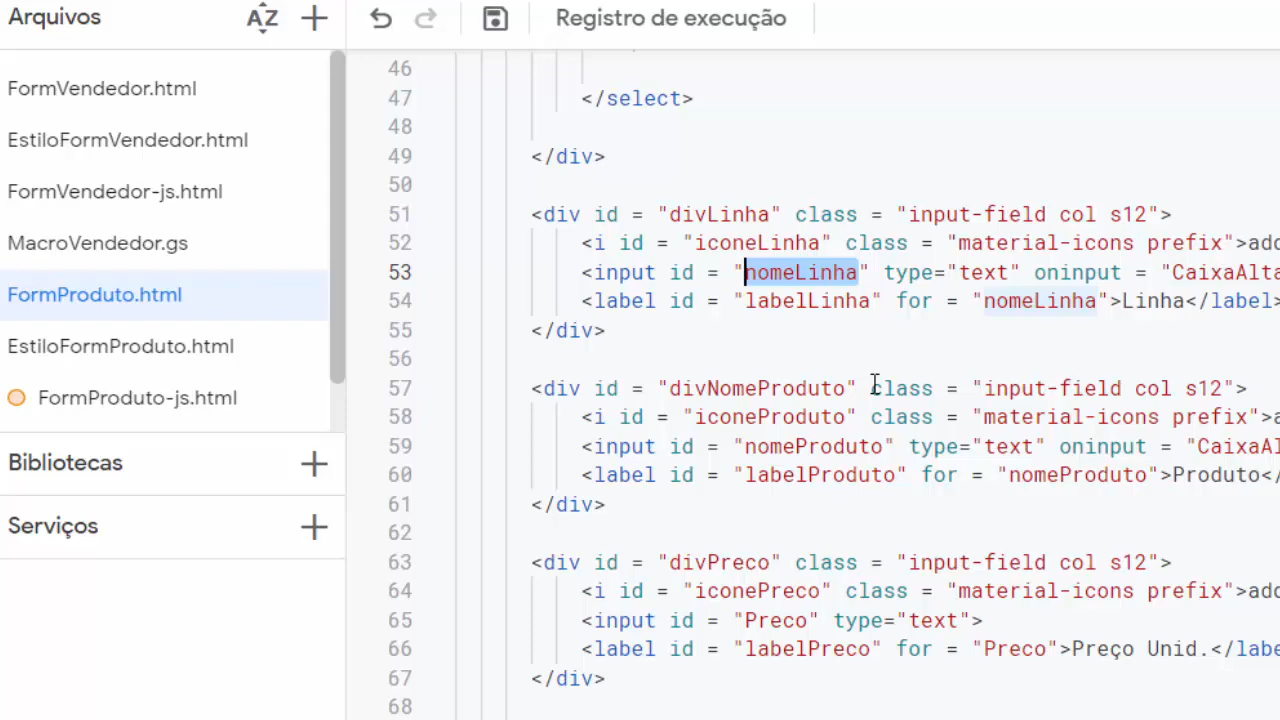 Arquivos
Registro de execução
FormVendedor.html
EstiloFormVendedor.html
FormVendedor-js.html
MacroVendedor.gs
FormProduto.html
EstiloFormProduto.html
FormProduto-js.html
Bibliotecas
Serviços
46
47 </select>
48
49 </div>
50
51 <div id = "divLinha" class = "input-field col s12">
52 <i id = "iconeLinha" class = "material-icons prefix">add
53 <input id = "nomeLinha" type="text" oninput = "CaixaAlta
54 <label id = "labelLinha" for = "nomeLinha">Linha</label>
55 </div>
56
57 <div id = "divNomeProduto" class = "input-field col s12">
58 <i id = "iconeProduto" class = "material-icons prefix">a
59 <input id = "nomeProduto" type="text" oninput = "CaixaAl
60 <label id = "labelProduto" for = "nomeProduto">Produto</
61 </div>
62
63 <div id = "divPreco" class = "input-field col s12">
64 <i id = "iconePreco" class = "material-icons prefix">add
65 <input id = "Preco" type="text">
66 <label id = "labelPreco" for = "Preco">Preço Unid.</labe
67 </div>
68